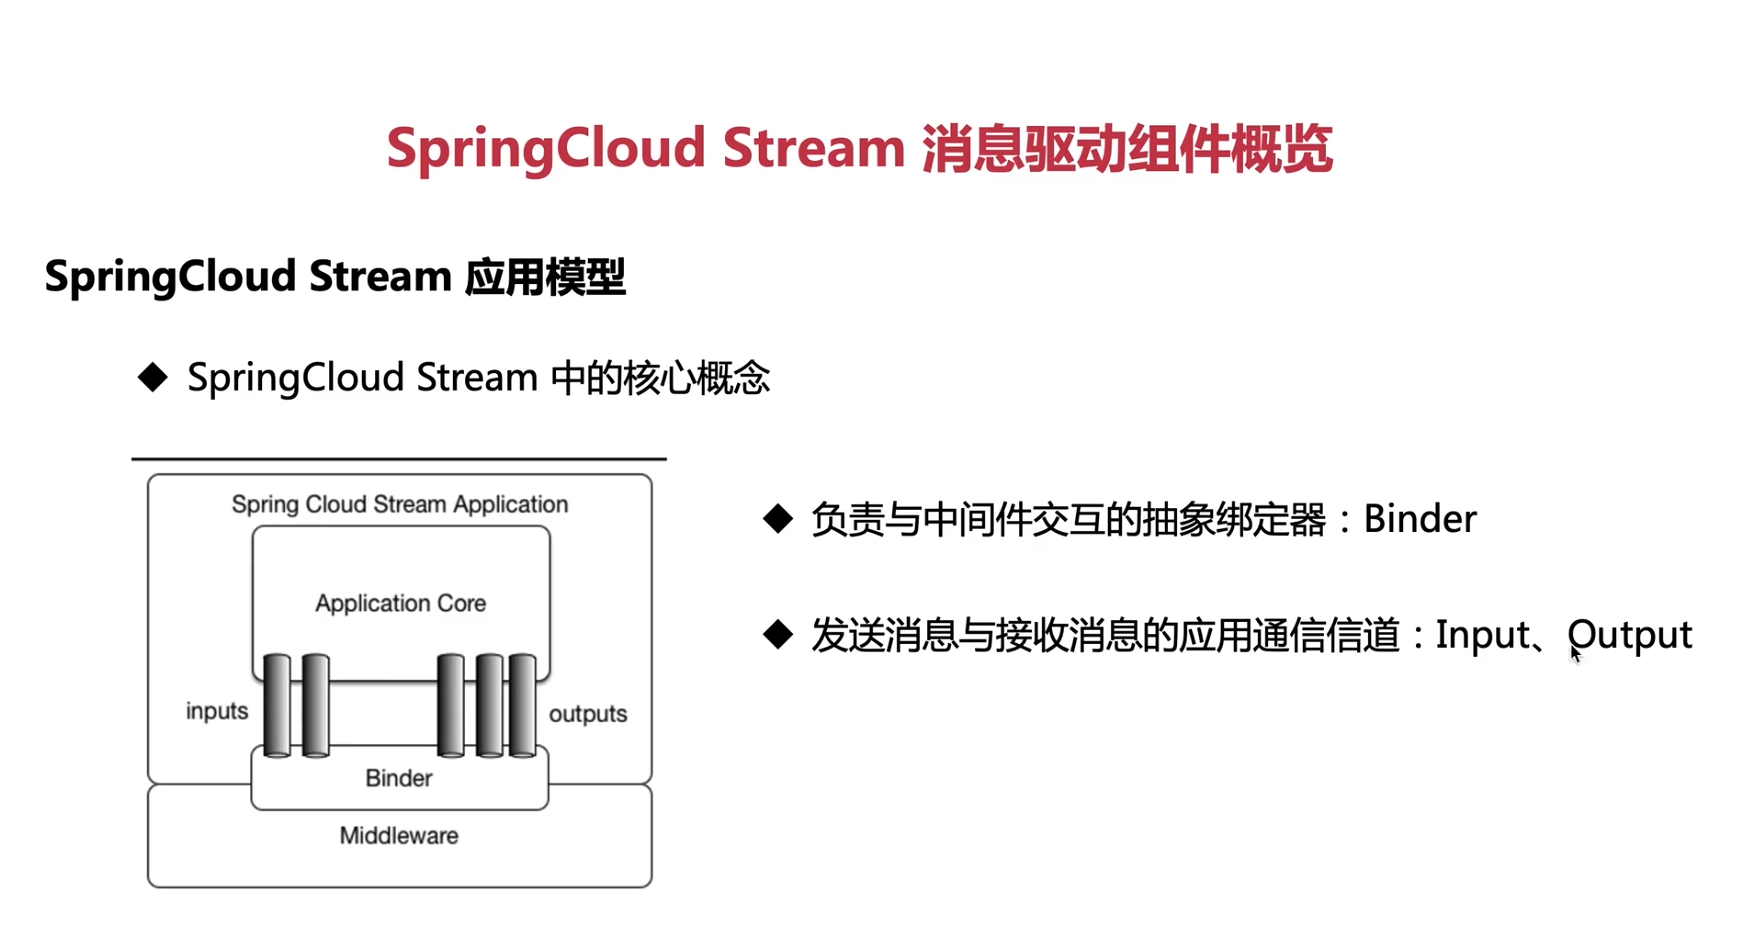 SpringCloud Stream 消息驱动组件概览
SpringCloud Stream 应用模型
◆ SpringCloud Stream 中的核心概念
Spring Cloud Stream Application
Application Core
inputs
outputs
Binder
Middleware
◆ 负责与中间件交互的抽象绑定器：Binder
◆ 发送消息与接收消息的应用通信信道：Input、Output